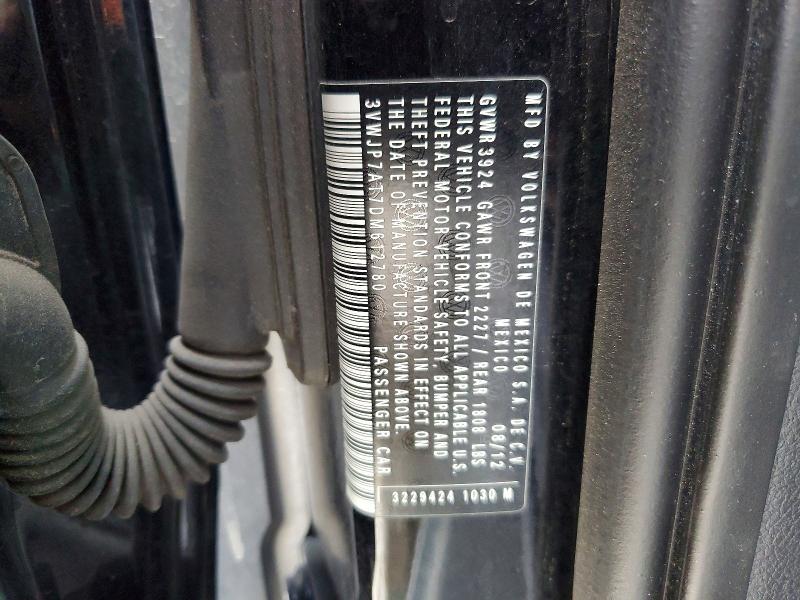 MFD BY VOLKSWAGEN DE MEXICO S.A. DE C.V.
MEXICO 08/12
GVWR 3924 GAWR FRONT 2227 / REAR 1808 LBS
THIS VEHICLE CONFORMS TO ALL APPLICABLE U.S.
FEDERAL MOTOR VEHICLE SAFETY, BUMPER AND
THEFT PREVENTION STANDARDS IN EFFECT ON
THE DATE OF MANUFACTURE SHOWN ABOVE.
3VWJP7AT7DM612780 PASSENGER CAR
3229424 1030 M